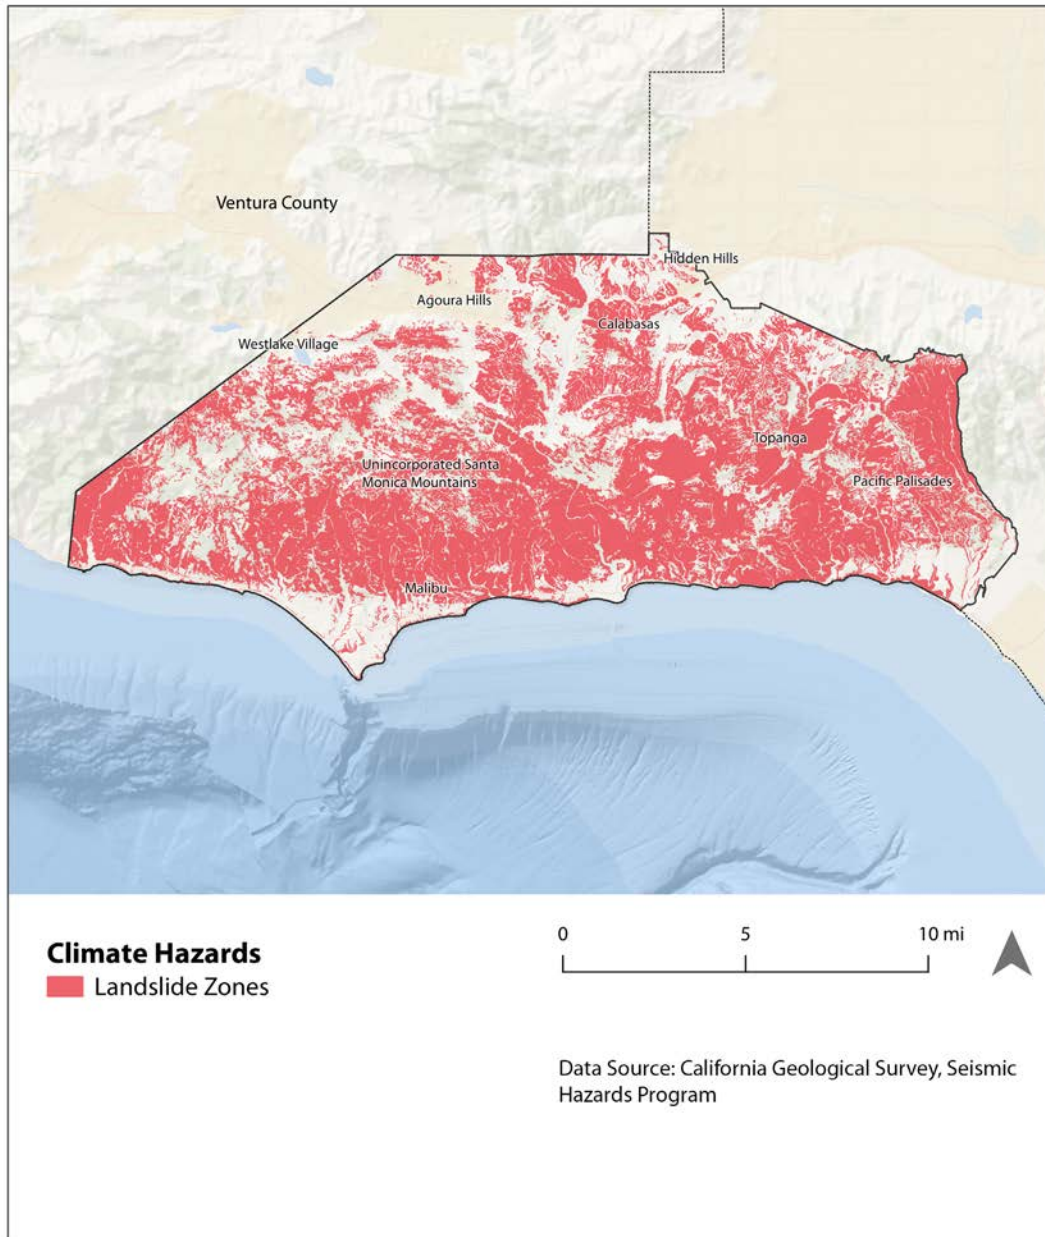 Ventura County
Hidden Hills
Agoura Hills
Calabasas
Westlake Village
Topanga
Unincorporated Santa
Monica Mountains
Pacific Palisades
Malibu
Climate Hazards
Landslide Zones
0 5 10 mi
Data Source: California Geological Survey, Seismic
Hazards Program